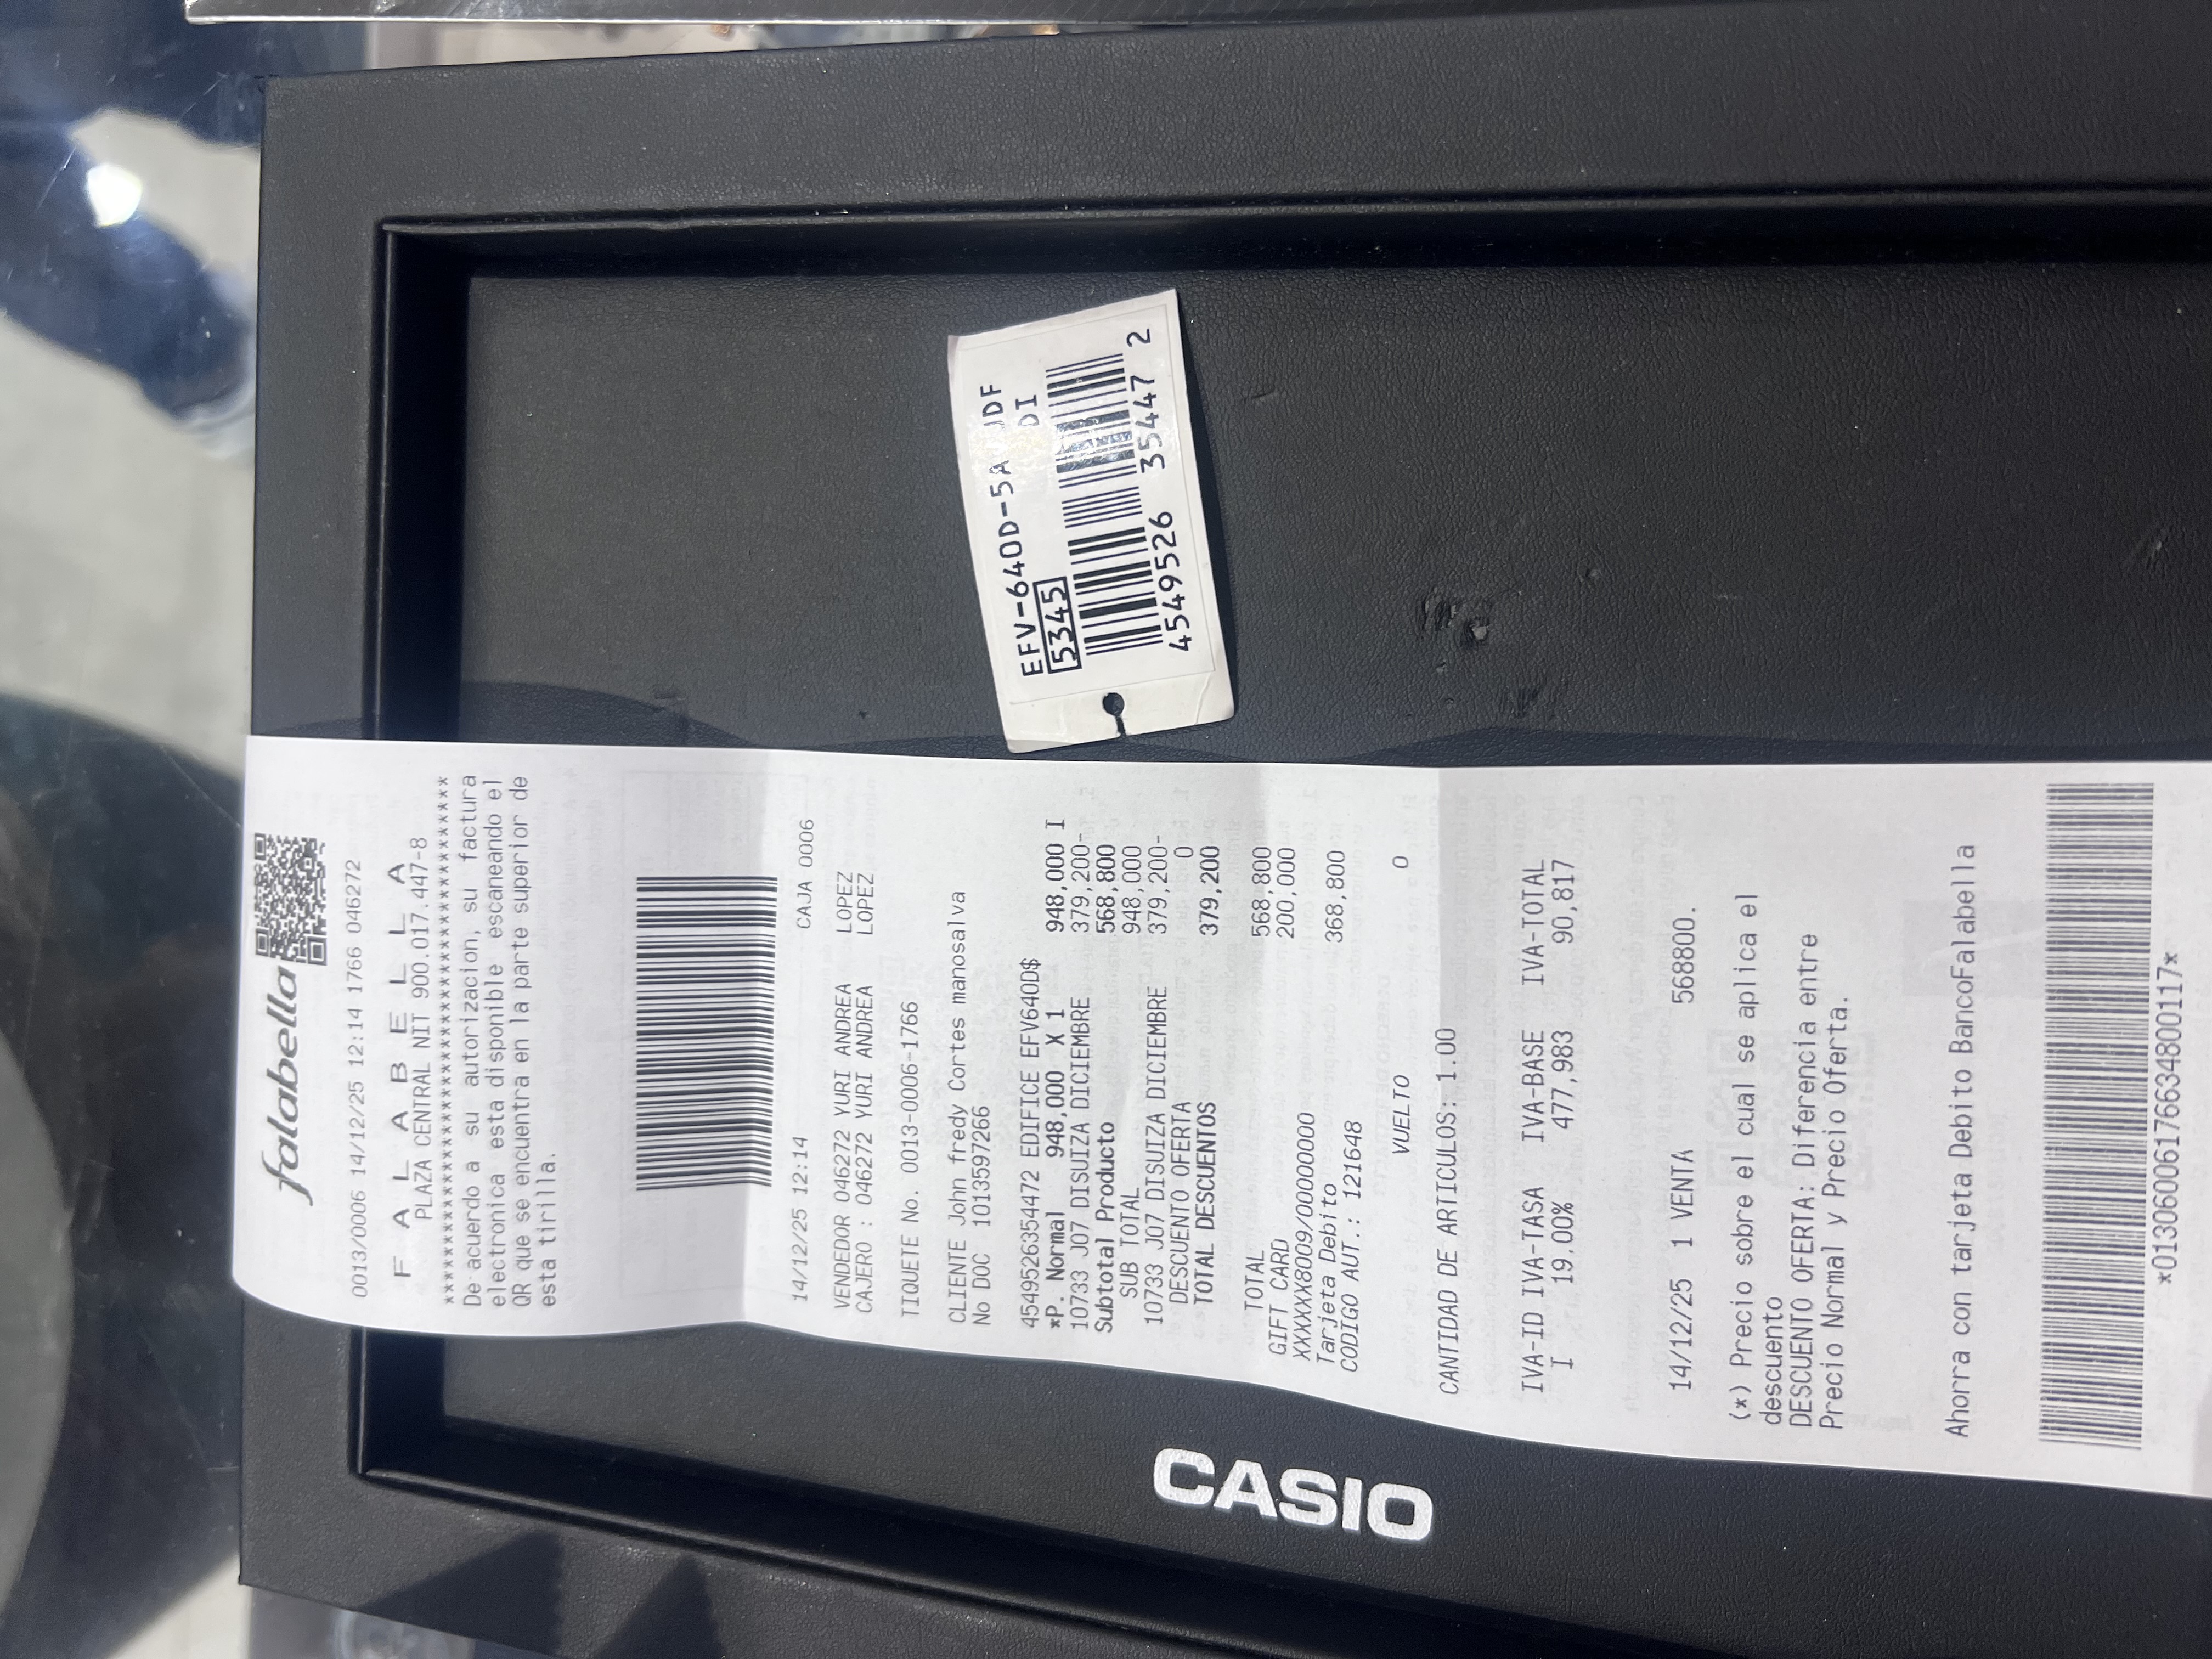 falabella
0013/0006 14/12/25 12:14 1766 046272
F A L A B E L L A
PLAZA CENTRAL NIT 900.017.447-8
****************************************
De acuerdo a su autorizacion, su factura
electronica esta disponible escaneando el
QR que se encuentra en la parte superior de
esta tirilla.
14/12/25 12:14 CAJA 0006
VENDEDOR 046272 YURI ANDREA LOPEZ
CAJERO : 046272 YURI ANDREA LOPEZ
TIQUETE No. 0013-0006-1766
CLIENTE John fredy Cortes manosalva
No DOC 1013597266
4549526354472 EDIFICE EFV640D$
*P. Normal 948,000 X 1 948,000 I
10733 J07 DISUIZA DICIEMBRE 379,200-
Subtotal Producto 568,800
SUB TOTAL 948,000
10733 J07 DISUIZA DICIEMBRE 379,200-
DESCUENTO OFERTA 0
TOTAL DESCUENTOS 379,200
TOTAL 568,800
GIFT CARD 200,000
XXXXXX8009/00000000
Tarjeta Debito 368,800
CODIGO AUT.: 121648
VUELTO 0
CANTIDAD DE ARTICULOS: 1.00
IVA-ID IVA-TASA IVA-BASE IVA-TOTAL
I 19.00% 477,983 90,817
14/12/25 1 VENTA 568800.
(*) Precio sobre el cual se aplica el
descuento
DESCUENTO OFERTA: Diferencia entre
Precio Normal y Precio Oferta.
Ahorra con tarjeta Debito BancoFalabella
*01306006176634800117*
EFV-640D-5A
5345 DI
4549526 35447 2
CASIO